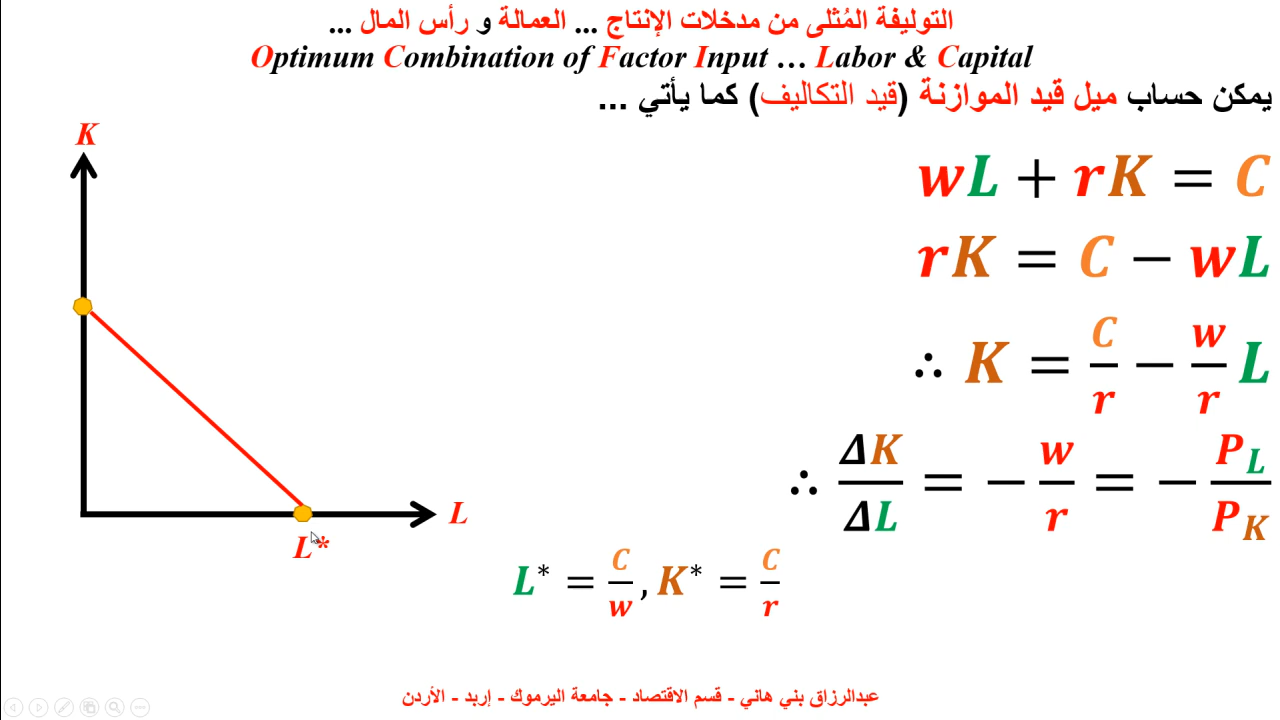 التوليفة المُثلى من مدخلات الإنتاج ... العمالة و رأس المال ...
Optimum Combination of Factor Input … Labor & Capital
يمكن حساب ميل قيد الموازنة (قيد التكاليف) كما يأتي ...
K
wL + rK = C
rK = C − wL
∴ K = C/r − w/r L
∴ ΔK/ΔL = − w/r = − P_L/P_K
L
L*
L* = C/w , K* = C/r
عبدالرزاق بني هاني - قسم الاقتصاد - جامعة اليرموك - إربد - الأردن